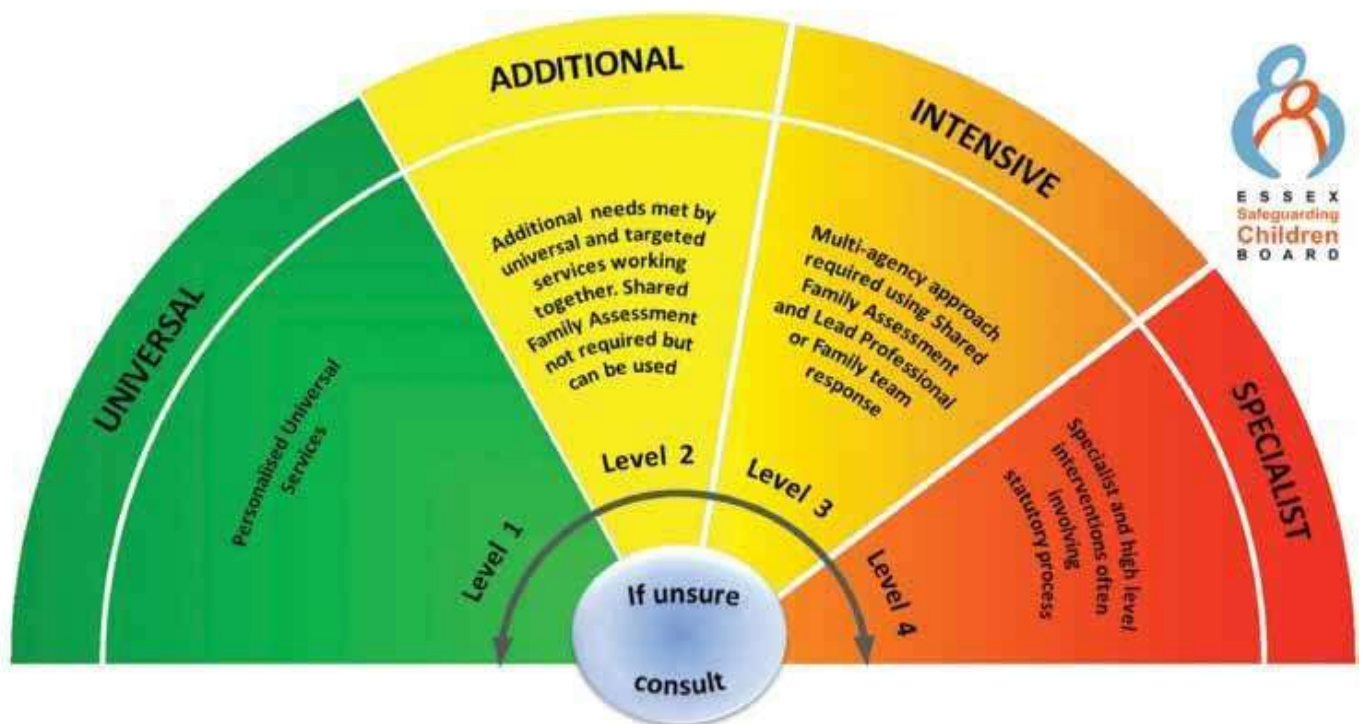 UNIVERSAL
Personalised Universal
Services
Level 1
ADDITIONAL
Additional needs met by
universal and targeted
services working
together. Shared
Family Assessment
not required but
can be used
Level 2
INTENSIVE
Multi-agency approach
required using Shared
Family Assessment
and Lead Professional
or Family team
response
Level 3
SPECIALIST
Specialist and high level
interventions often
involving
statutory process
Level 4
If unsure
consult
ESSEX
Safeguarding
Children
BOARD